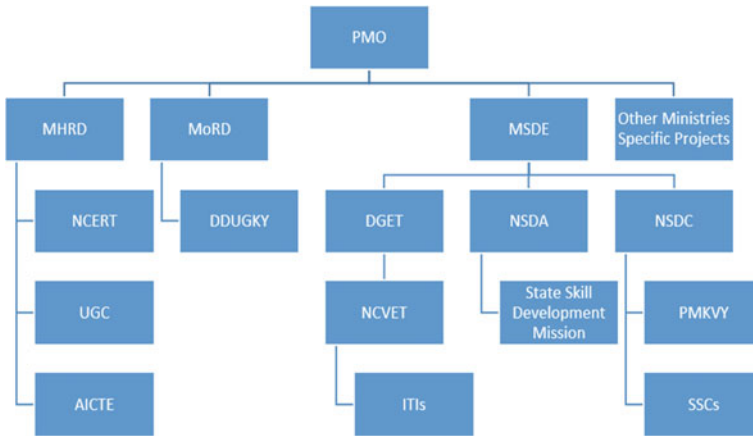 PMO
MHRD
MoRD
MSDE
Other Ministries
Specific Projects
NCERT
DDUGKY
DGET
NSDA
NSDC
UGC
NCVET
State Skill
Development
Mission
PMKVY
AICTE
ITIs
SSCs